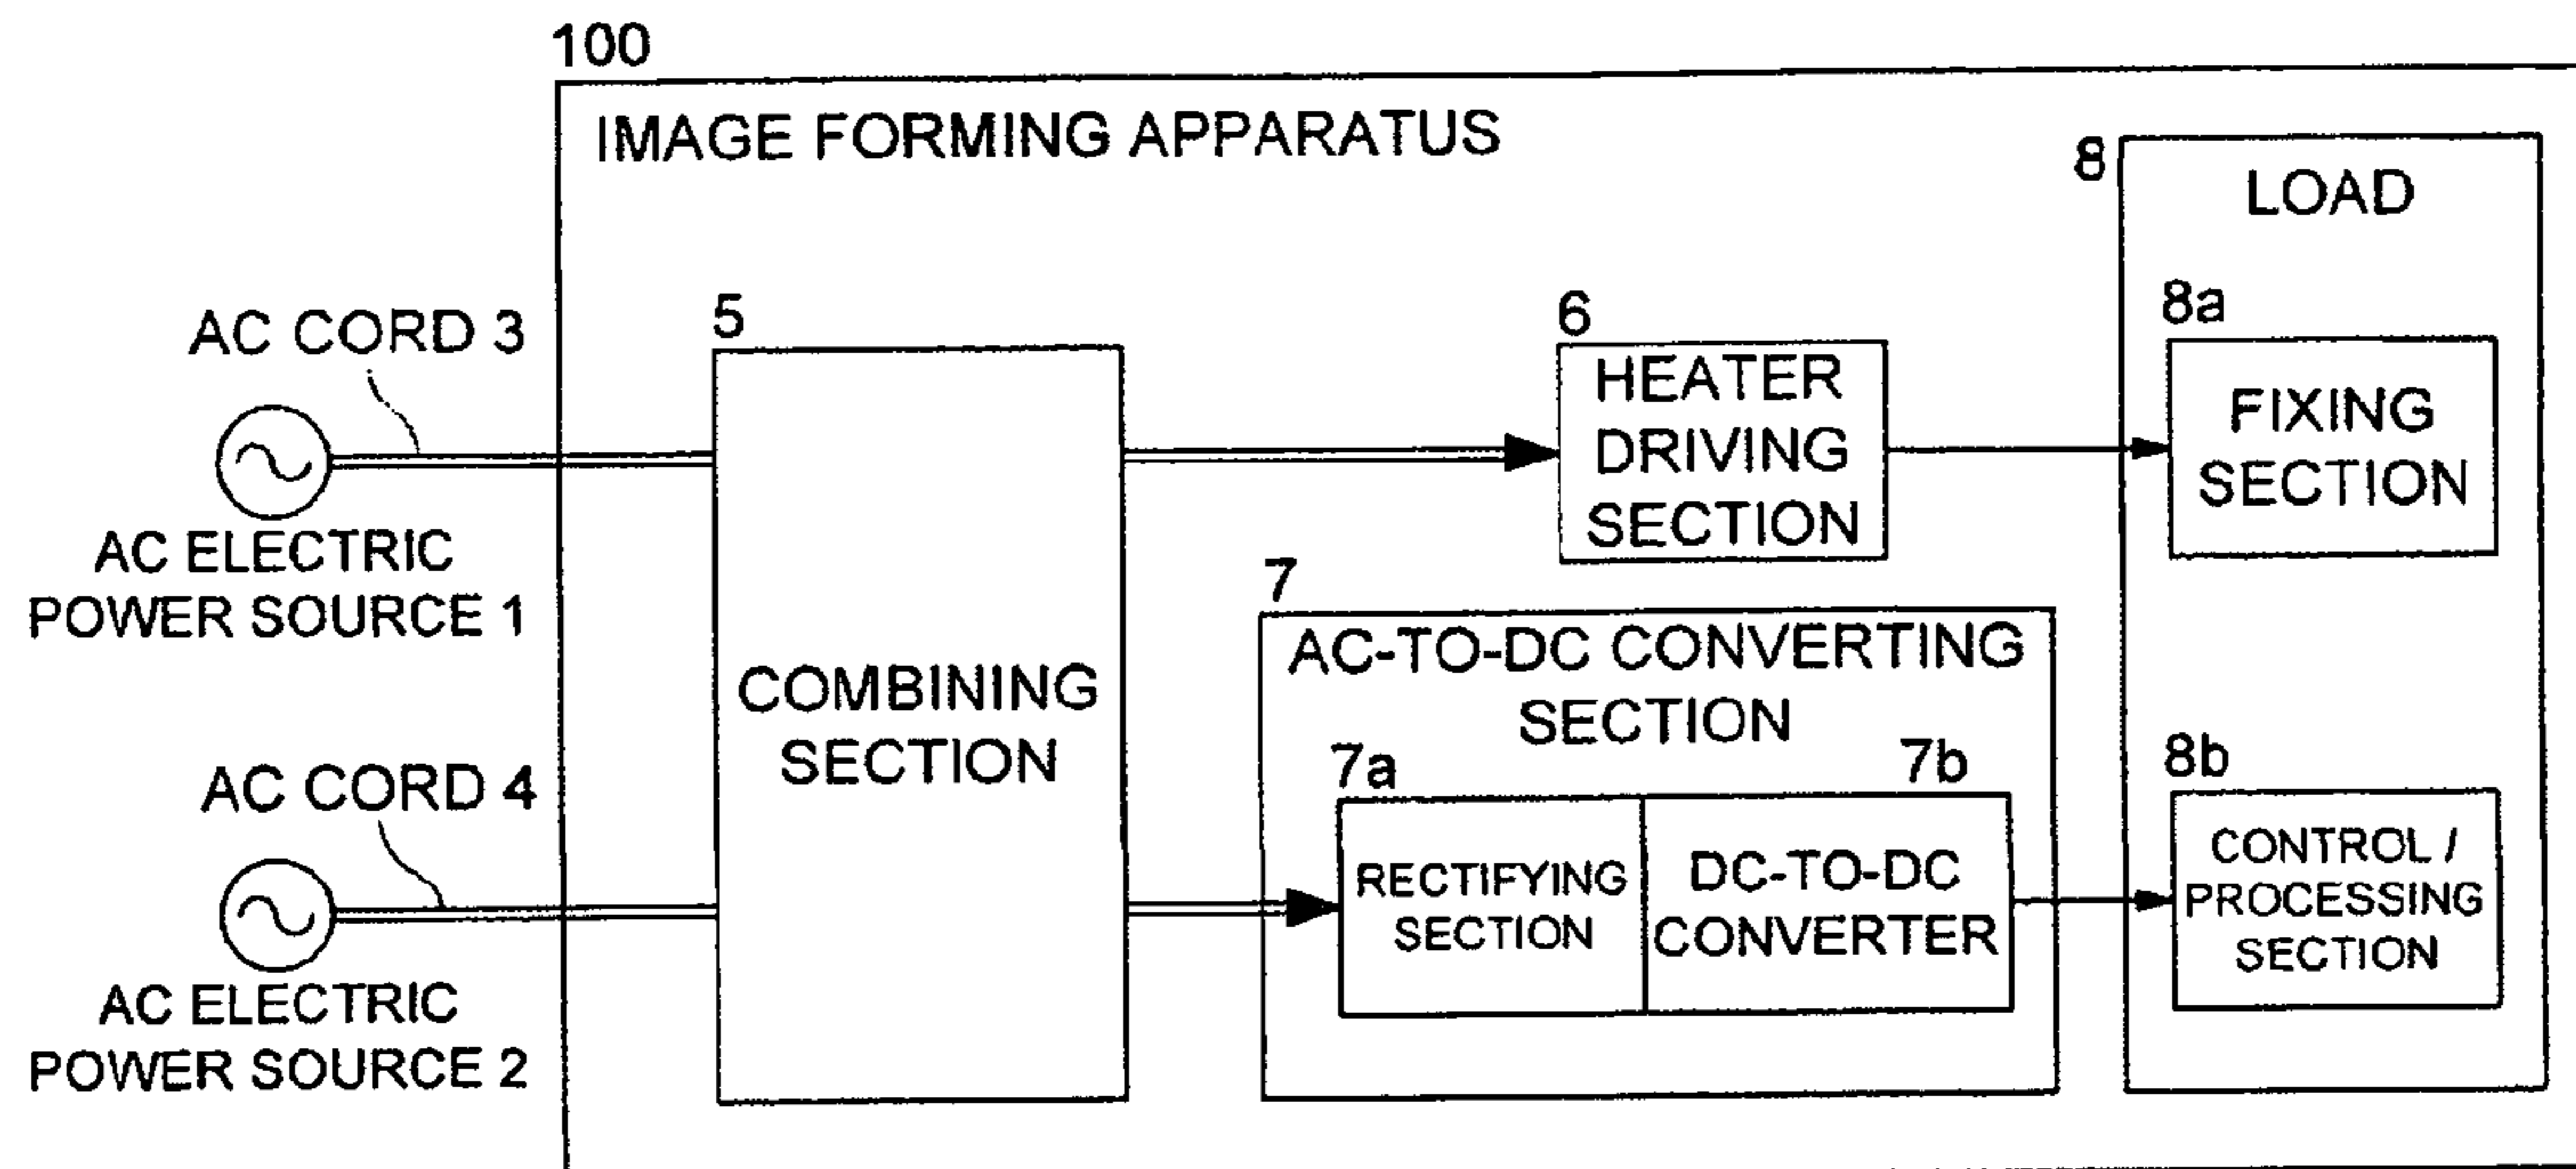 100
IMAGE FORMING APPARATUS
8
LOAD
AC CORD 3
5
6
8a
HEATER
DRIVING
SECTION
FIXING
SECTION
AC ELECTRIC
POWER SOURCE 1
7
AC-TO-DC CONVERTING
SECTION
COMBINING
SECTION
7a
7b
8b
AC CORD 4
RECTIFYING
SECTION
DC-TO-DC
CONVERTER
CONTROL /
PROCESSING
SECTION
AC ELECTRIC
POWER SOURCE 2